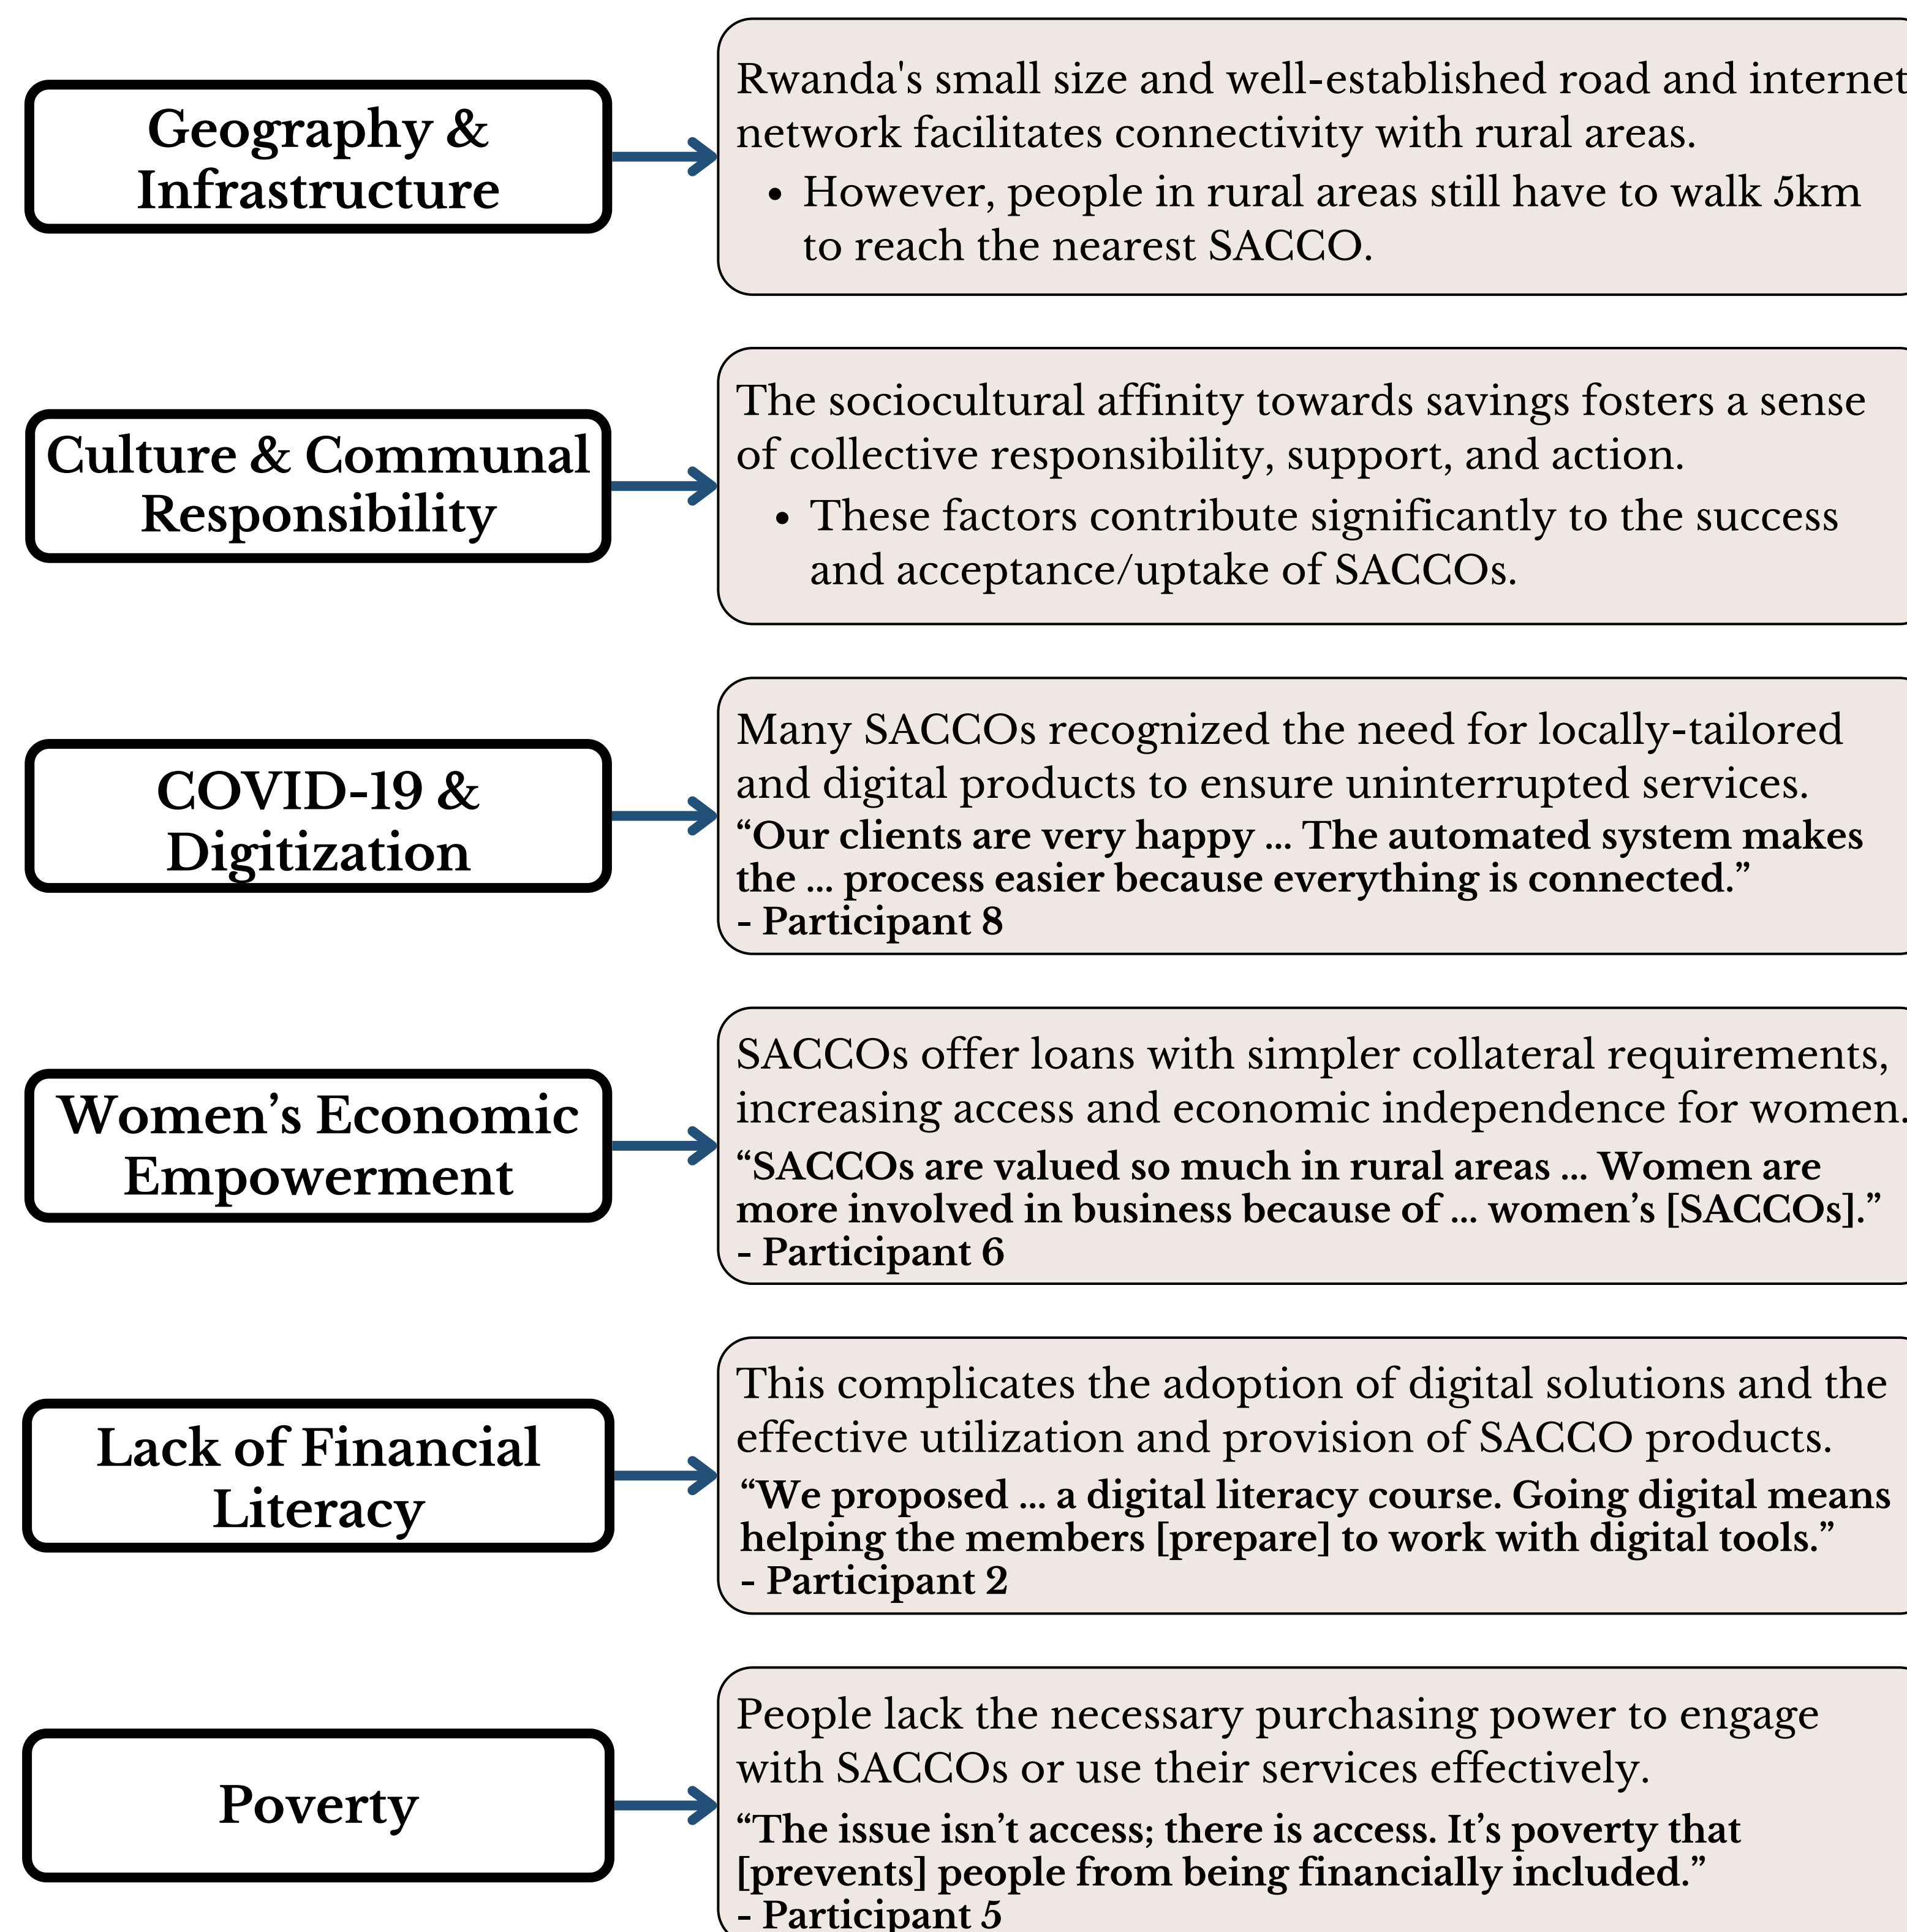 Geography &
Infrastructure
Rwanda's small size and well-established road and internet
network facilitates connectivity with rural areas.
• However, people in rural areas still have to walk 5km
to reach the nearest SACCO.
Culture & Communal
Responsibility
The sociocultural affinity towards savings fosters a sense
of collective responsibility, support, and action.
• These factors contribute significantly to the success
and acceptance/uptake of SACCOs.
COVID-19 &
Digitization
Many SACCOs recognized the need for locally-tailored
and digital products to ensure uninterrupted services.
“Our clients are very happy ... The automated system makes
the ... process easier because everything is connected.”
- Participant 8
Women’s Economic
Empowerment
SACCOs offer loans with simpler collateral requirements,
increasing access and economic independence for women.
“SACCOs are valued so much in rural areas ... Women are
more involved in business because of ... women’s [SACCOs].”
- Participant 6
Lack of Financial
Literacy
This complicates the adoption of digital solutions and the
effective utilization and provision of SACCO products.
“We proposed ... a digital literacy course. Going digital means
helping the members [prepare] to work with digital tools.”
- Participant 2
Poverty
People lack the necessary purchasing power to engage
with SACCOs or use their services effectively.
“The issue isn’t access; there is access. It’s poverty that
[prevents] people from being financially included.”
- Participant 5